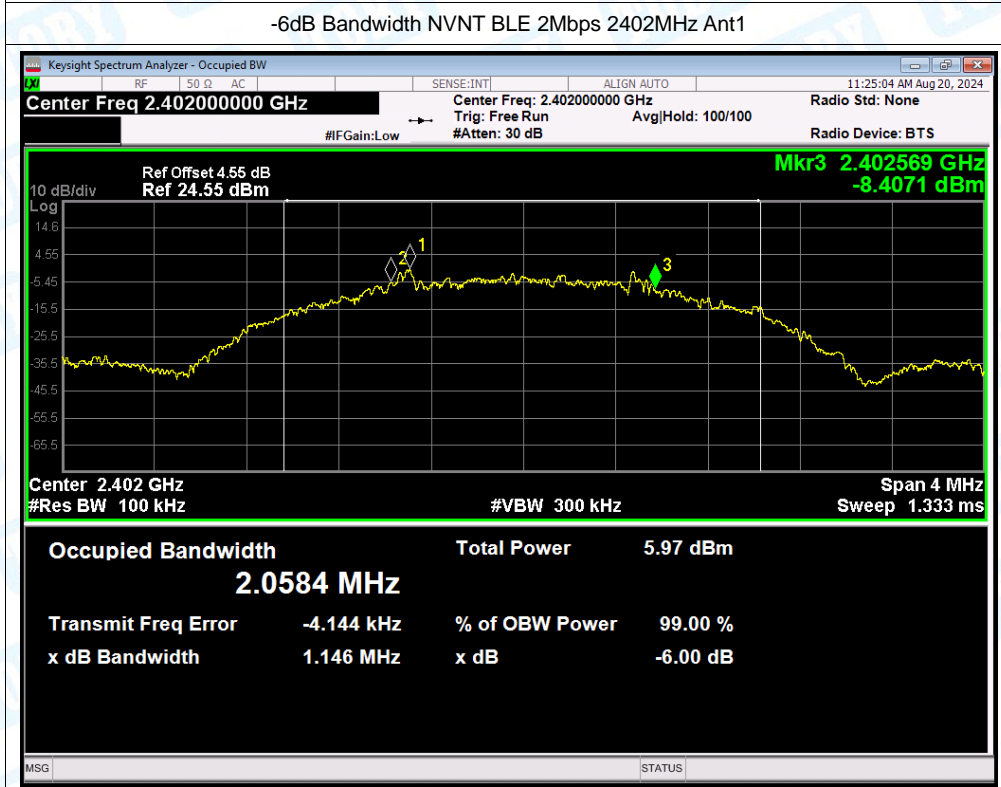 -6dB Bandwidth NVNT BLE 2Mbps 2402MHz Ant1
Keysight Spectrum Analyzer - Occupied BW
LXI RF 50 Ω AC SENSE:INT ALIGN AUTO 11:25:04 AM Aug 20, 2024
Center Freq 2.402000000 GHz Center Freq: 2.402000000 GHz Radio Std: None
Trig: Free Run Avg|Hold: 100/100
#IFGain:Low #Atten: 30 dB Radio Device: BTS
Ref Offset 4.55 dB Mkr3 2.402569 GHz
10 dB/div Ref 24.55 dBm -8.4071 dBm
Log
14.6
4.55
-5.45
-15.5
-25.5
-35.5
-45.5
-55.5
-65.5
1
2
3
Center 2.402 GHz Span 4 MHz
#Res BW 100 kHz #VBW 300 kHz Sweep 1.333 ms
Occupied Bandwidth Total Power 5.97 dBm
2.0584 MHz
Transmit Freq Error -4.144 kHz % of OBW Power 99.00 %
x dB Bandwidth 1.146 MHz x dB -6.00 dB
MSG STATUS